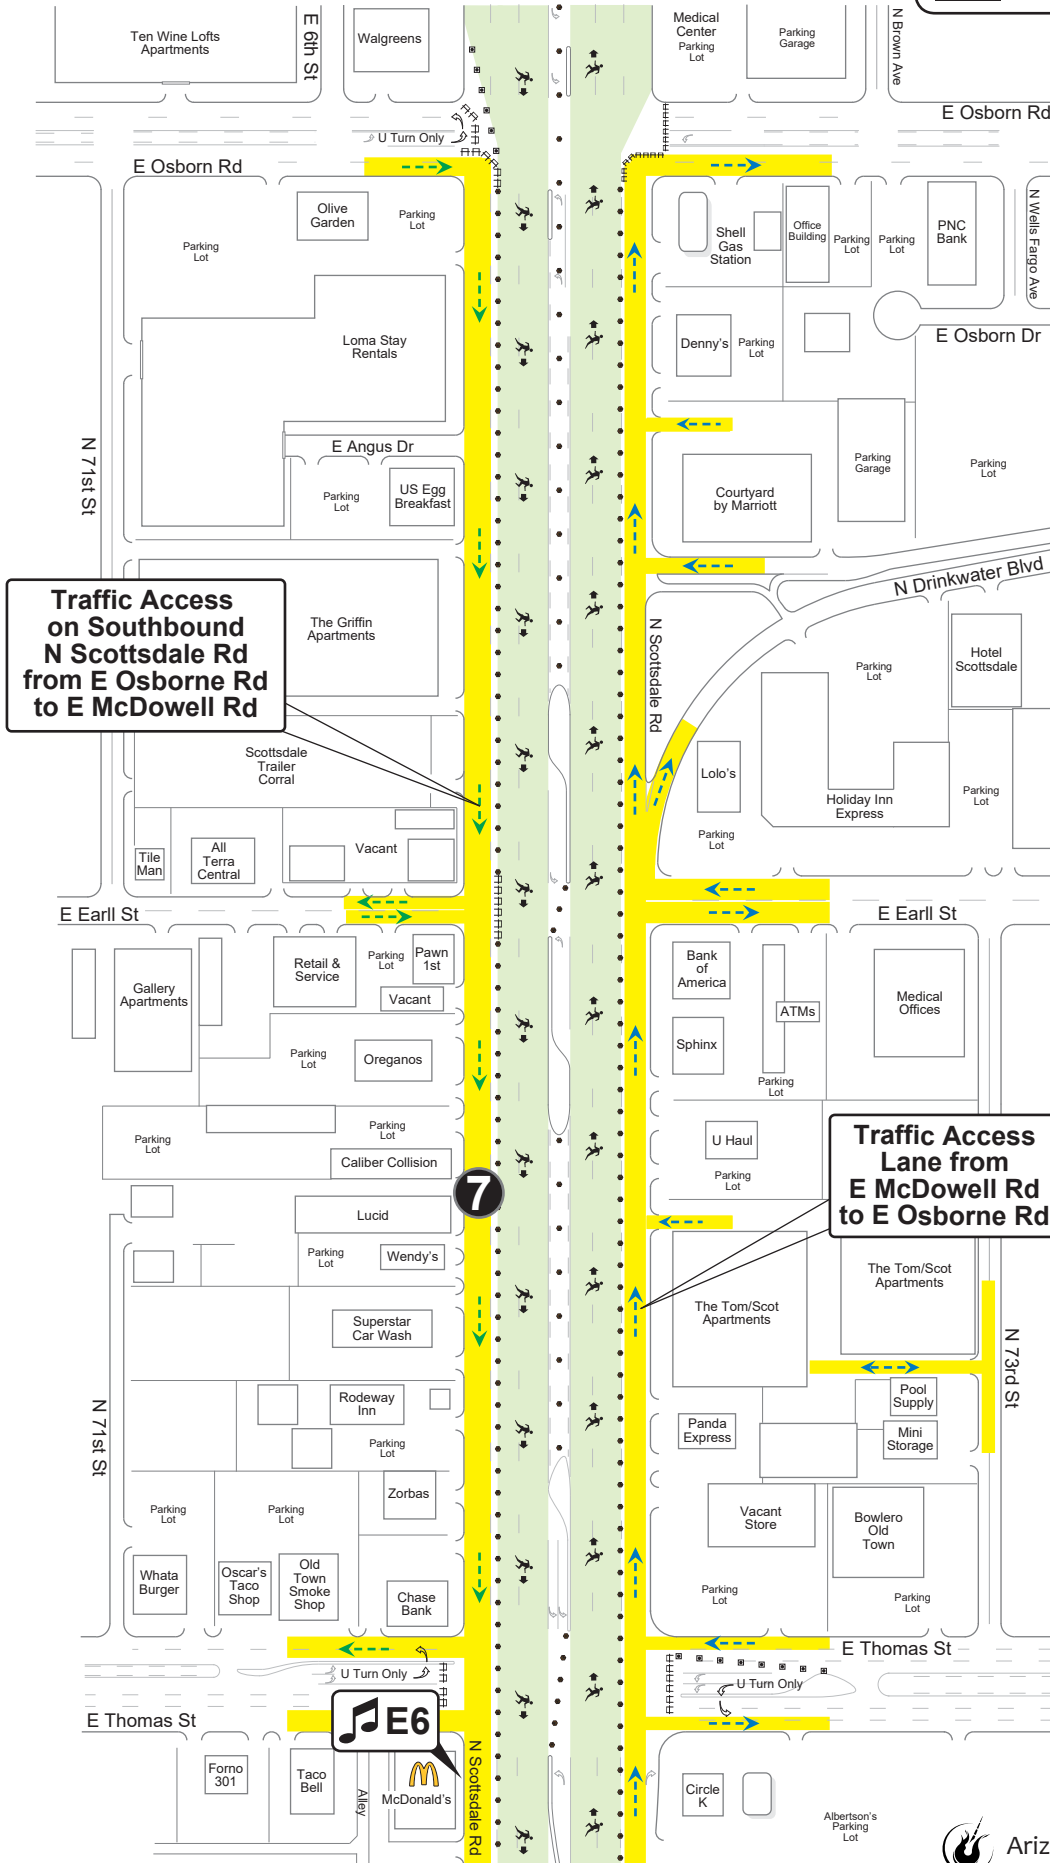 Ten Wine Lofts
Apartments
E 6th St
Walgreens
Medical
Center
Parking
Lot
Parking
Garage
N Brown Ave
E Osborn Rd
U Turn Only
E Osborn Rd
Olive
Garden
Parking
Lot
Parking
Lot
Shell
Gas
Station
Office
Building
Parking
Lot
Parking
Lot
PNC
Bank
N Wells Fargo Ave
Loma Stay
Rentals
Denny's
Parking
Lot
E Osborn Dr
N 71st St
E Angus Dr
Parking
Lot
US Egg
Breakfast
Courtyard
by Marriott
Parking
Garage
Parking
Lot
N Drinkwater Blvd
Traffic Access
on Southbound
N Scottsdale Rd
from E Osborne Rd
to E McDowell Rd
The Griffin
Apartments
N Scottsdale Rd
Parking
Lot
Hotel
Scottsdale
Scottsdale
Trailer
Corral
Lolo's
Holiday Inn
Express
Parking
Lot
Parking
Lot
Tile
Man
All
Terra
Central
Vacant
E Earll St
E Earll St
Gallery
Apartments
Retail &
Service
Parking
Lot
Pawn
1st
Vacant
Bank
of
America
ATMs
Medical
Offices
Parking
Lot
Oreganos
Sphinx
Parking
Lot
Parking
Lot
Parking
Lot
Caliber Collision
U Haul
Parking
Lot
Traffic Access
Lane from
E McDowell Rd
to E Osborne Rd
7
Lucid
Parking
Lot
Wendy's
The Tom/Scot
Apartments
The Tom/Scot
Apartments
Superstar
Car Wash
N 73rd St
N 71st St
Rodeway
Inn
Parking
Lot
Panda
Express
Pool
Supply
Mini
Storage
Zorbas
Parking
Lot
Parking
Lot
Vacant
Store
Bowlero
Old
Town
Whata
Burger
Oscar's
Taco
Shop
Old
Town
Smoke
Shop
Chase
Bank
Parking
Lot
Parking
Lot
E Thomas St
U Turn Only
U Turn Only
E Thomas St
E6
Forno
301
Taco
Bell
Alley
McDonald's
N Scottsdale Rd
Circle
K
Albertson's
Parking
Lot
Ariz